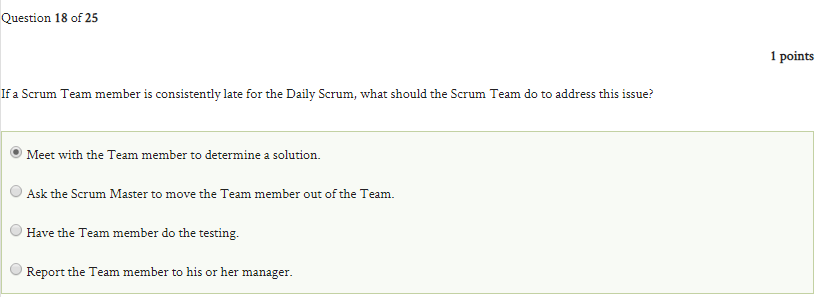 Question 18 of 25
1 points
If a Scrum Team member is consistently late for the Daily Scrum, what should the Scrum Team do to address this issue?
Meet with the Team member to determine a solution.
Ask the Scrum Master to move the Team member out of the Team.
Have the Team member do the testing.
Report the Team member to his or her manager.